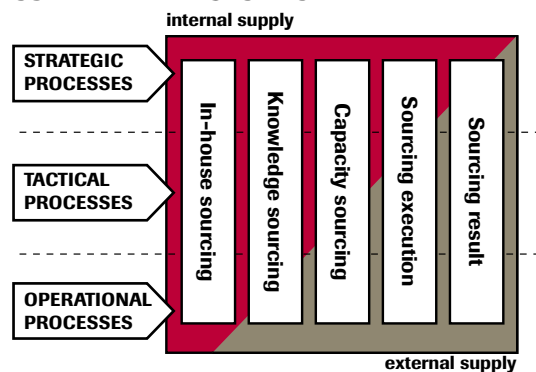 internal supply
STRATEGIC
PROCESSES
TACTICAL
PROCESSES
OPERATIONAL
PROCESSES
In-house sourcing
Knowledge sourcing
Capacity sourcing
Sourcing execution
Sourcing result
external supply